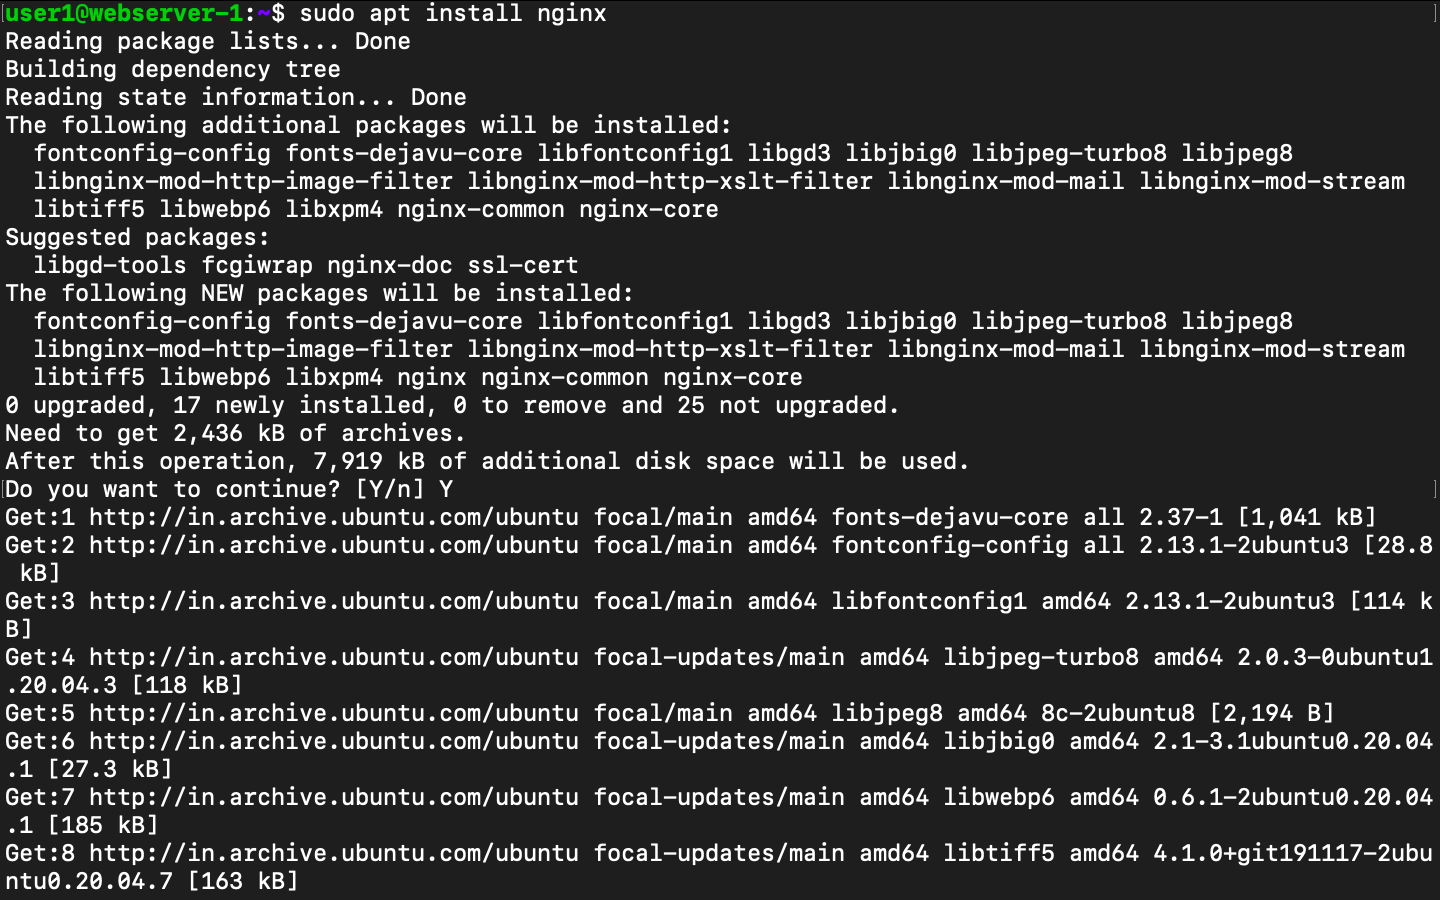 user1@webserver-1:~$ sudo apt install nginx
Reading package lists... Done
Building dependency tree
Reading state information... Done
The following additional packages will be installed:
  fontconfig-config fonts-dejavu-core libfontconfig1 libgd3 libjbig0 libjpeg-turbo8 libjpeg8
  libnginx-mod-http-image-filter libnginx-mod-http-xslt-filter libnginx-mod-mail libnginx-mod-stream
  libtiff5 libwebp6 libxpm4 nginx-common nginx-core
Suggested packages:
  libgd-tools fcgiwrap nginx-doc ssl-cert
The following NEW packages will be installed:
  fontconfig-config fonts-dejavu-core libfontconfig1 libgd3 libjbig0 libjpeg-turbo8 libjpeg8
  libnginx-mod-http-image-filter libnginx-mod-http-xslt-filter libnginx-mod-mail libnginx-mod-stream
  libtiff5 libwebp6 libxpm4 nginx nginx-common nginx-core
0 upgraded, 17 newly installed, 0 to remove and 25 not upgraded.
Need to get 2,436 kB of archives.
After this operation, 7,919 kB of additional disk space will be used.
Do you want to continue? [Y/n] Y
Get:1 http://in.archive.ubuntu.com/ubuntu focal/main amd64 fonts-dejavu-core all 2.37-1 [1,041 kB]
Get:2 http://in.archive.ubuntu.com/ubuntu focal/main amd64 fontconfig-config all 2.13.1-2ubuntu3 [28.8
 kB]
Get:3 http://in.archive.ubuntu.com/ubuntu focal/main amd64 libfontconfig1 amd64 2.13.1-2ubuntu3 [114 k
B]
Get:4 http://in.archive.ubuntu.com/ubuntu focal-updates/main amd64 libjpeg-turbo8 amd64 2.0.3-0ubuntu1
.20.04.3 [118 kB]
Get:5 http://in.archive.ubuntu.com/ubuntu focal/main amd64 libjpeg8 amd64 8c-2ubuntu8 [2,194 B]
Get:6 http://in.archive.ubuntu.com/ubuntu focal-updates/main amd64 libjbig0 amd64 2.1-3.1ubuntu0.20.04
.1 [27.3 kB]
Get:7 http://in.archive.ubuntu.com/ubuntu focal-updates/main amd64 libwebp6 amd64 0.6.1-2ubuntu0.20.04
.1 [185 kB]
Get:8 http://in.archive.ubuntu.com/ubuntu focal-updates/main amd64 libtiff5 amd64 4.1.0+git191117-2ubu
ntu0.20.04.7 [163 kB]